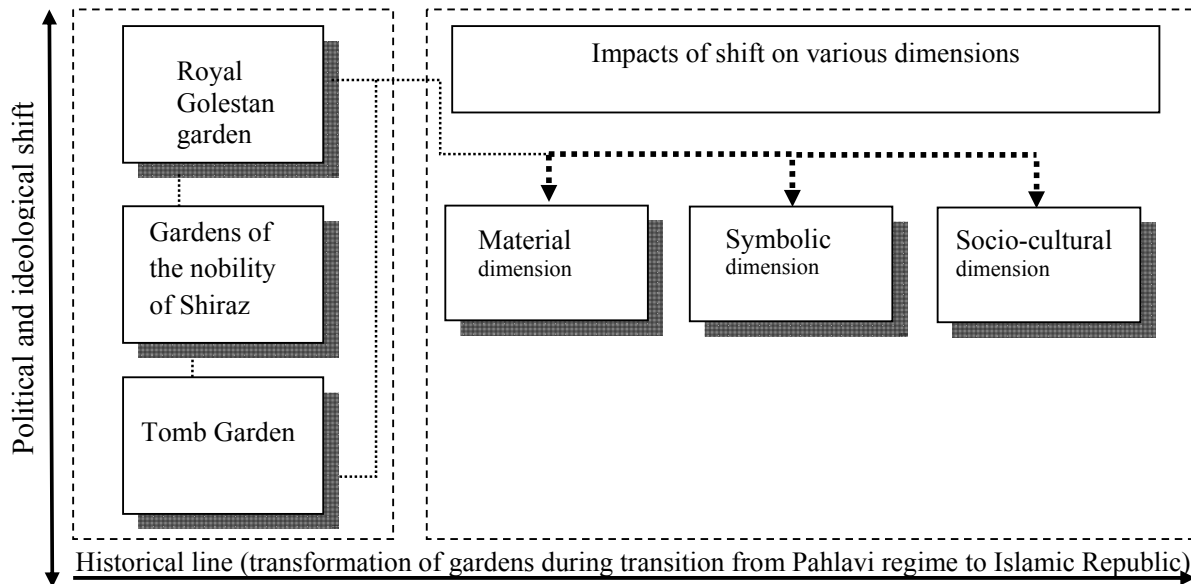 Political and ideological shift
Royal
Golestan
garden
Gardens of
the nobility
of Shiraz
Tomb Garden
Impacts of shift on various dimensions
Material
dimension
Symbolic
dimension
Socio-cultural
dimension
Historical line (transformation of gardens during transition from Pahlavi regime to Islamic Republic)